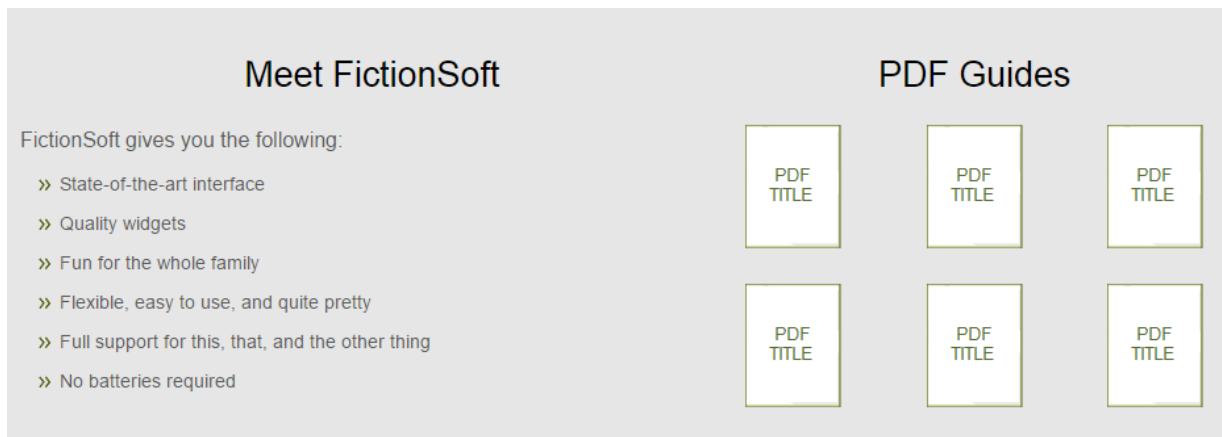 Meet FictionSoft
FictionSoft gives you the following:
» State-of-the-art interface
» Quality widgets
» Fun for the whole family
» Flexible, easy to use, and quite pretty
» Full support for this, that, and the other thing
» No batteries required
PDF Guides
PDF
TITLE
PDF
TITLE
PDF
TITLE
PDF
TITLE
PDF
TITLE
PDF
TITLE